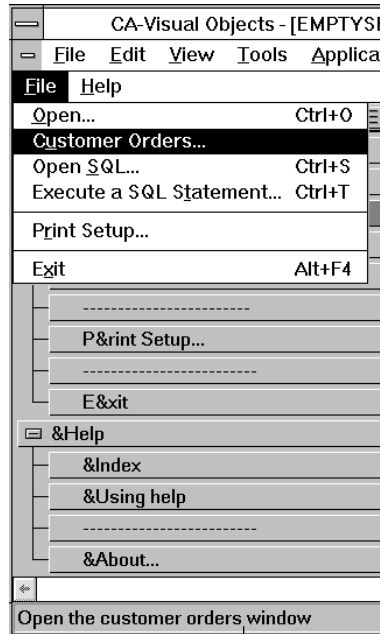 CA-Visual Objects - [EMPTYSH
File Edit View Tools Applica
File Help
Open... Ctrl+O
Customer Orders...
Open SQL... Ctrl+S
Execute a SQL Statement... Ctrl+T
Print Setup...
Exit Alt+F4
-------------------------
P&rint Setup...
--------------------------
E&xit
&Help
&Index
&Using help
--------------------------
&About...
Open the customer orders window